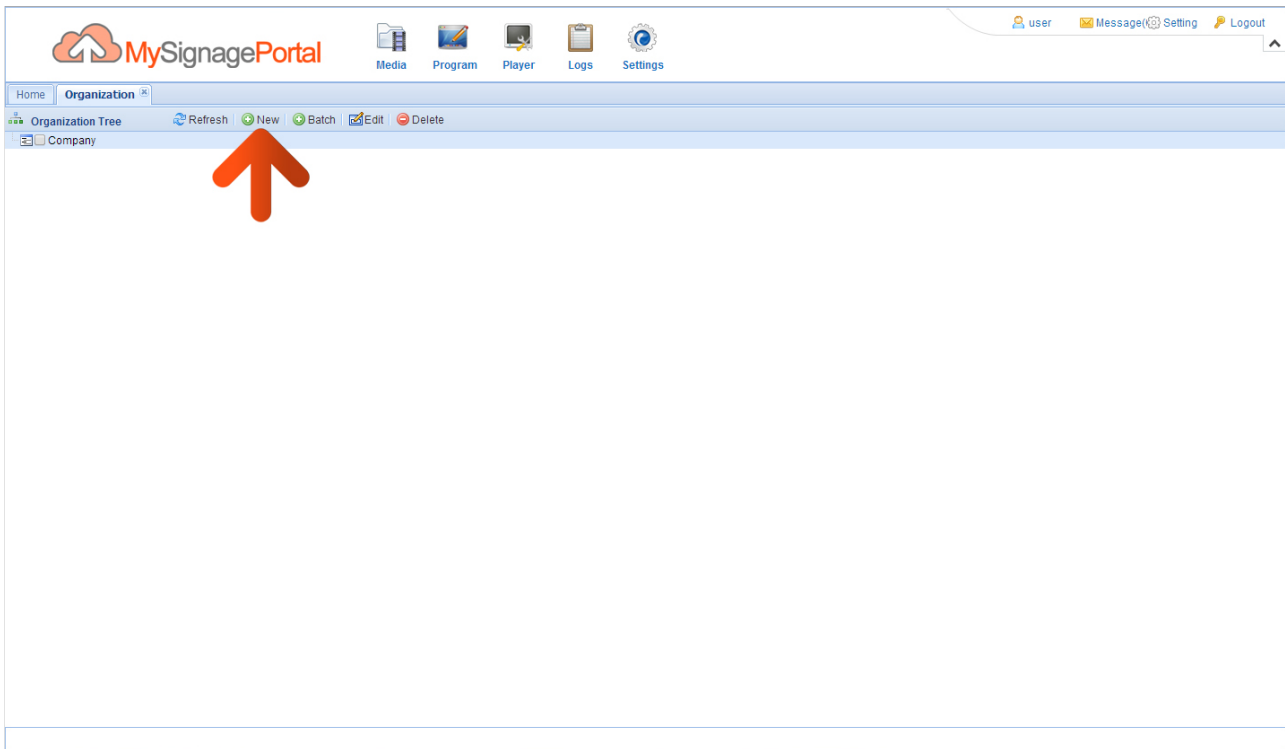 user Message( Setting Logout
MySignagePortal
Media Program Player Logs Settings
Home Organization
Organization Tree Refresh New Batch Edit Delete
Company